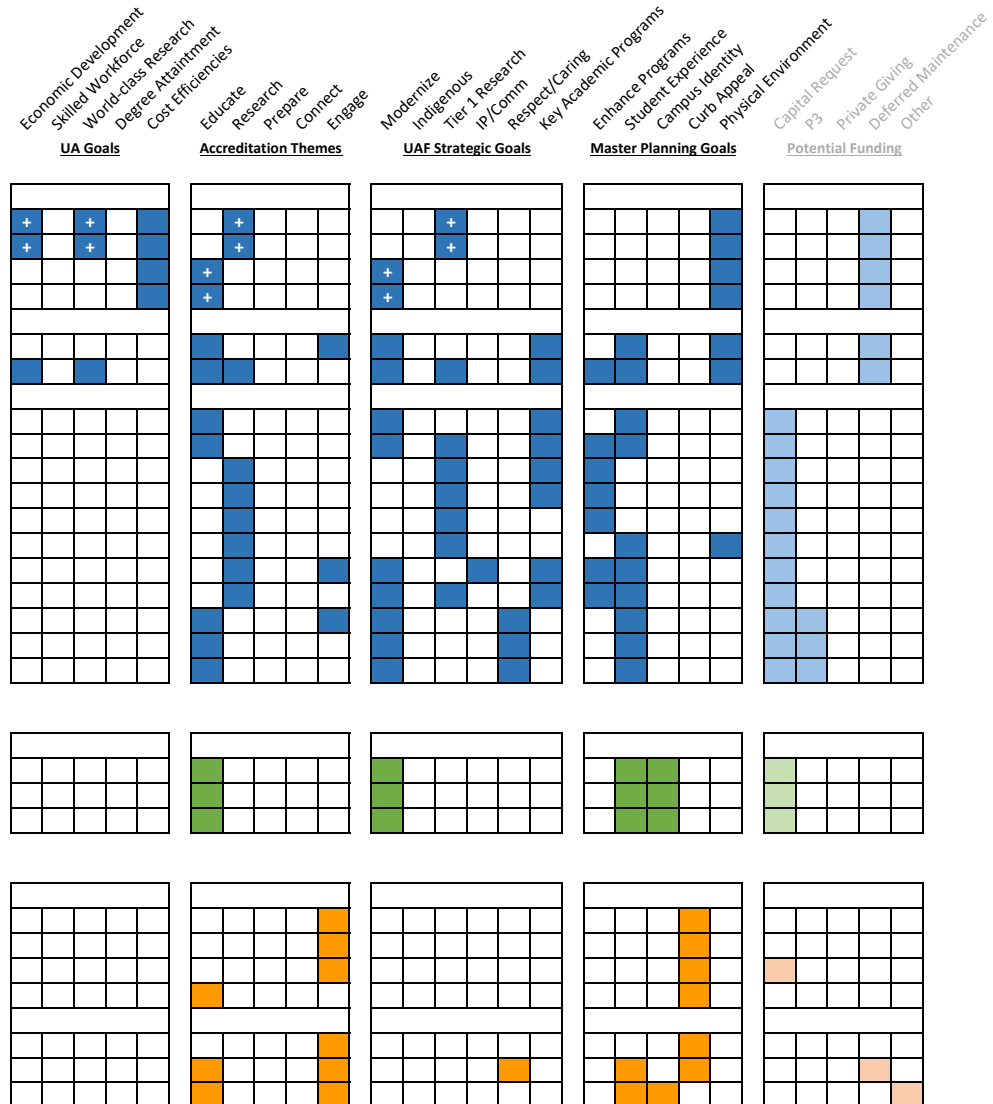 Economic Development
Skilled Workforce
World-class Research
Degree Attaintment
Cost Efficiencies
Educate
Research
Prepare
Connect
Engage
Modernize
Indigenous
Tier 1 Research
IP/Comm
Respect/Caring
Key Academic Programs
Enhance Programs
Student Experience
Campus Identity
Curb Appeal
Physical Environment
Capital Request
P3
Private Giving
Deferred Maintenance
Other
UA Goals
Accreditation Themes
UAF Strategic Goals
Master Planning Goals
Potential Funding
+ + + +
+ + + +
+ +
+ +